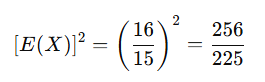 [E(X)]² = (16/15)² = 256/225